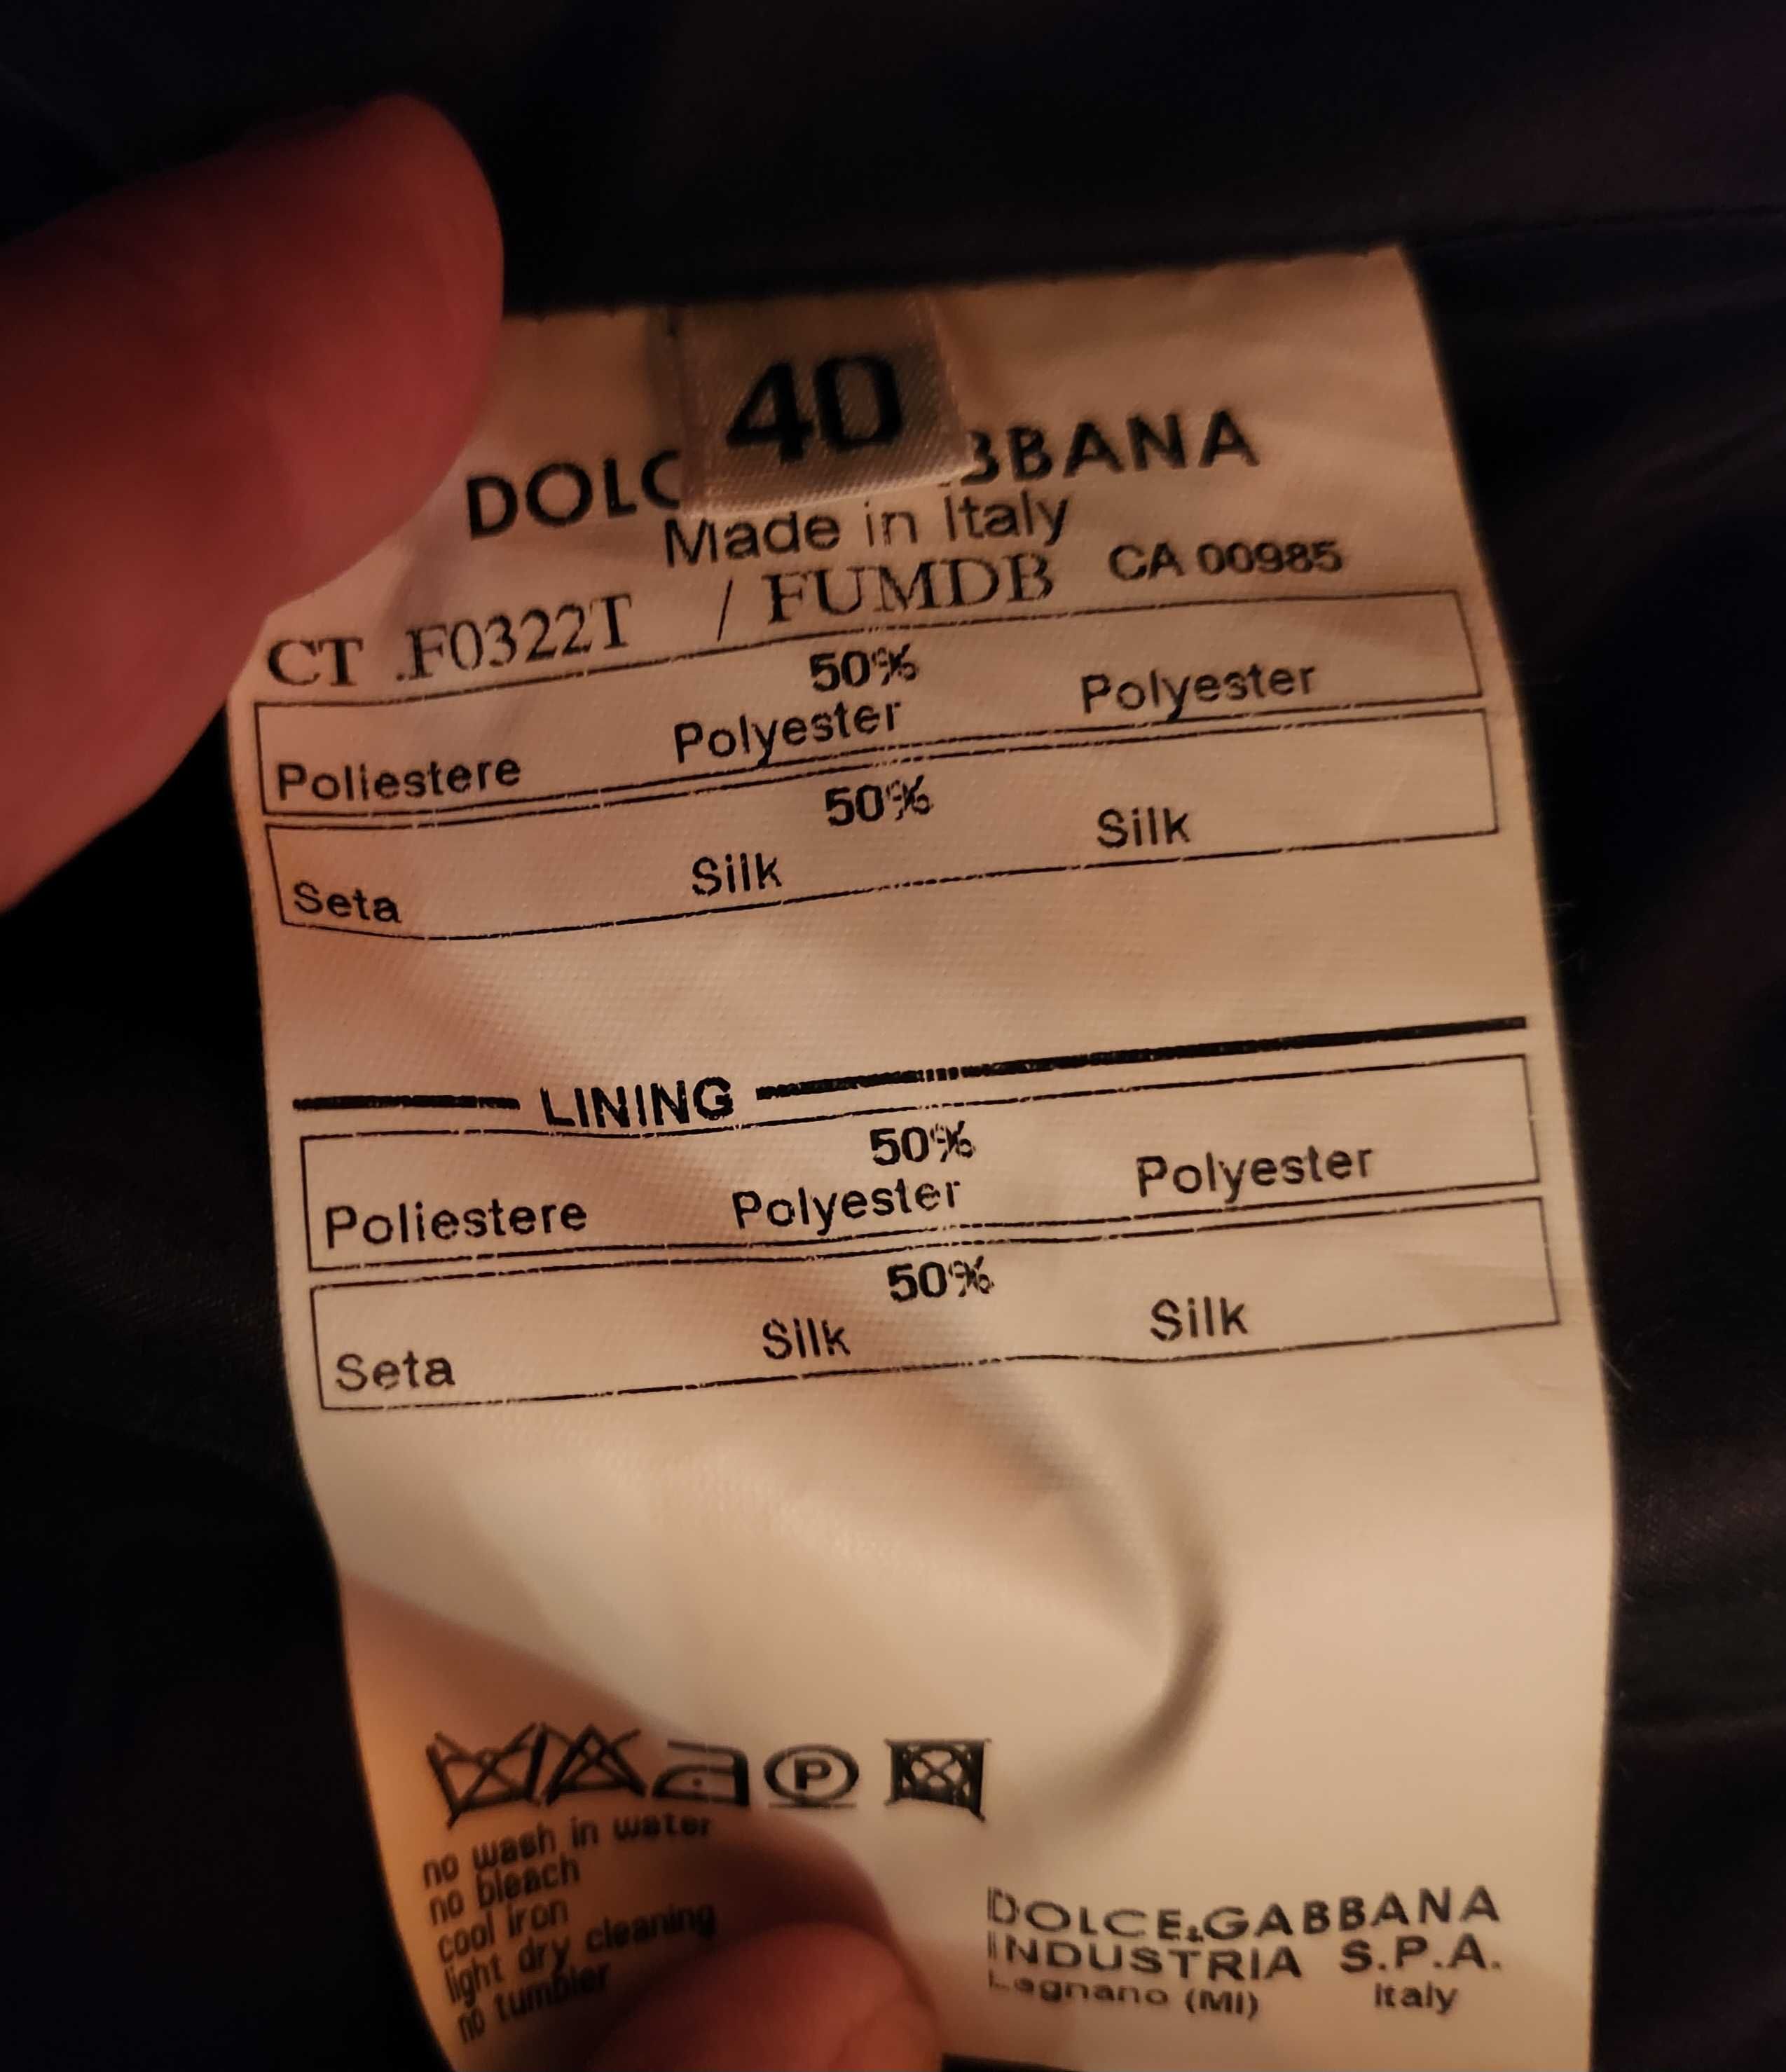 40
DOLC BBANA
Made in Italy
CT .F0322T / FUMDB CA 00985
50%
Poliestere Polyester Polyester
50%
Seta Silk Silk
LINING
50%
Poliestere Polyester Polyester
50%
Seta Silk Silk
P
no wash in water
no bleach
cool iron
light dry cleaning
no tumbler
DOLCE&GABBANA
INDUSTRIA S.P.A.
Legnano (MI) Italy